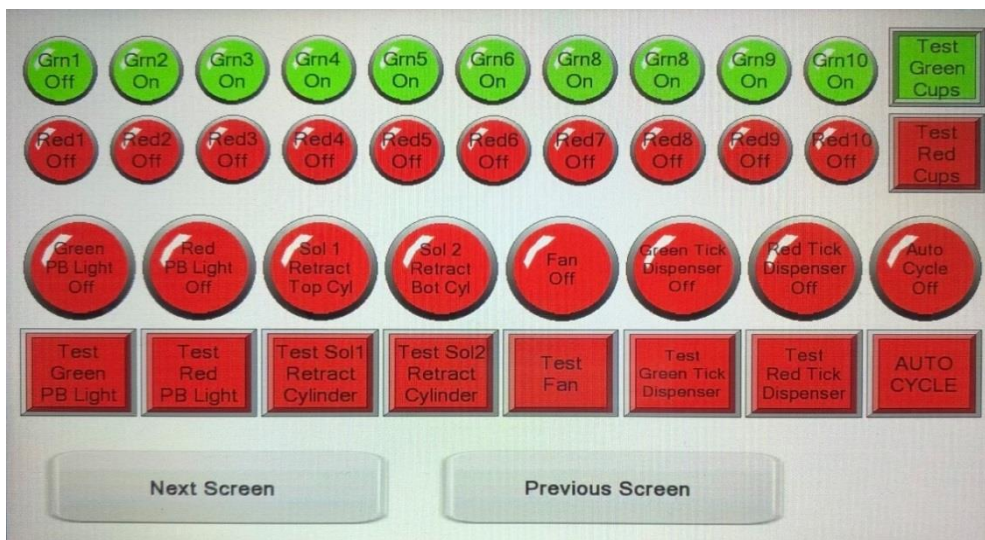 Grn1
Off
Grn2
On
Grn3
On
Grn4
On
Grn5
On
Grn6
On
Grn8
On
Grn8
On
Grn9
On
Grn10
On
Test
Green
Cups
Red1
Off
Red2
Off
Red3
Off
Red4
Off
Red5
Off
Red6
Off
Red7
Off
Red8
Off
Red9
Off
Red10
Off
Test
Red
Cups
Green
PB Light
Off
Red
PB Light
Off
Sol 1
Retract
Top Cyl
Sol 2
Retract
Bot Cyl
Fan
Off
Green Tick
Dispenser
Off
Red Tick
Dispenser
Off
Auto
Cycle
Off
Test
Green
PB Light
Test
Red
PB Light
Test Sol1
Retract
Cylinder
Test Sol2
Retract
Cylinder
Test
Fan
Test
Green Tick
Dispenser
Test
Red Tick
Dispenser
AUTO
CYCLE
Next Screen
Previous Screen